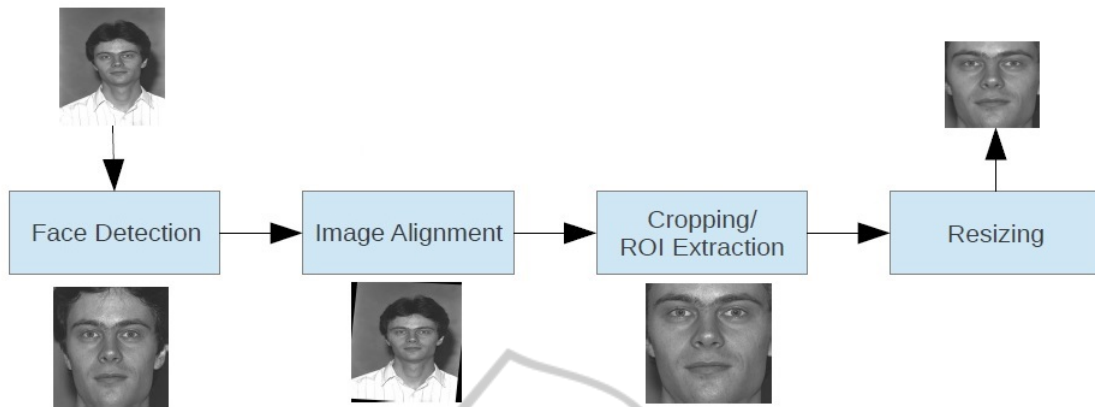 Face Detection
Image Alignment
Cropping/
ROI Extraction
Resizing